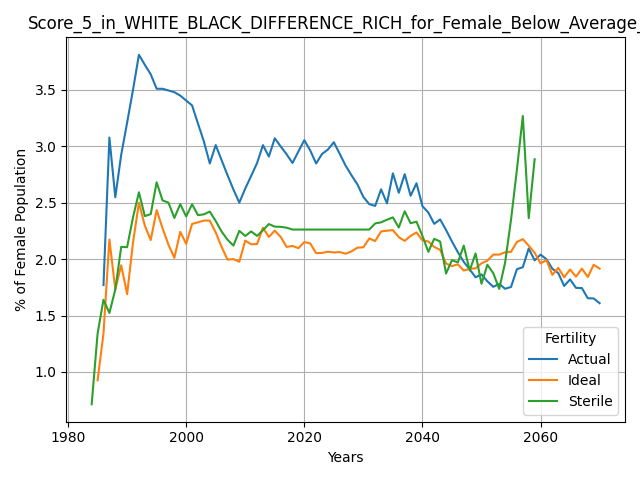 Score_5_in_WHITE_BLACK_DIFFERENCE_RICH_for_Female_Below_Average_
% of Female Population
3.5
3.0
2.5
2.0
1.5
1.0
1980
2000
2020
2040
2060
Years
Fertility
Actual
Ideal
Sterile